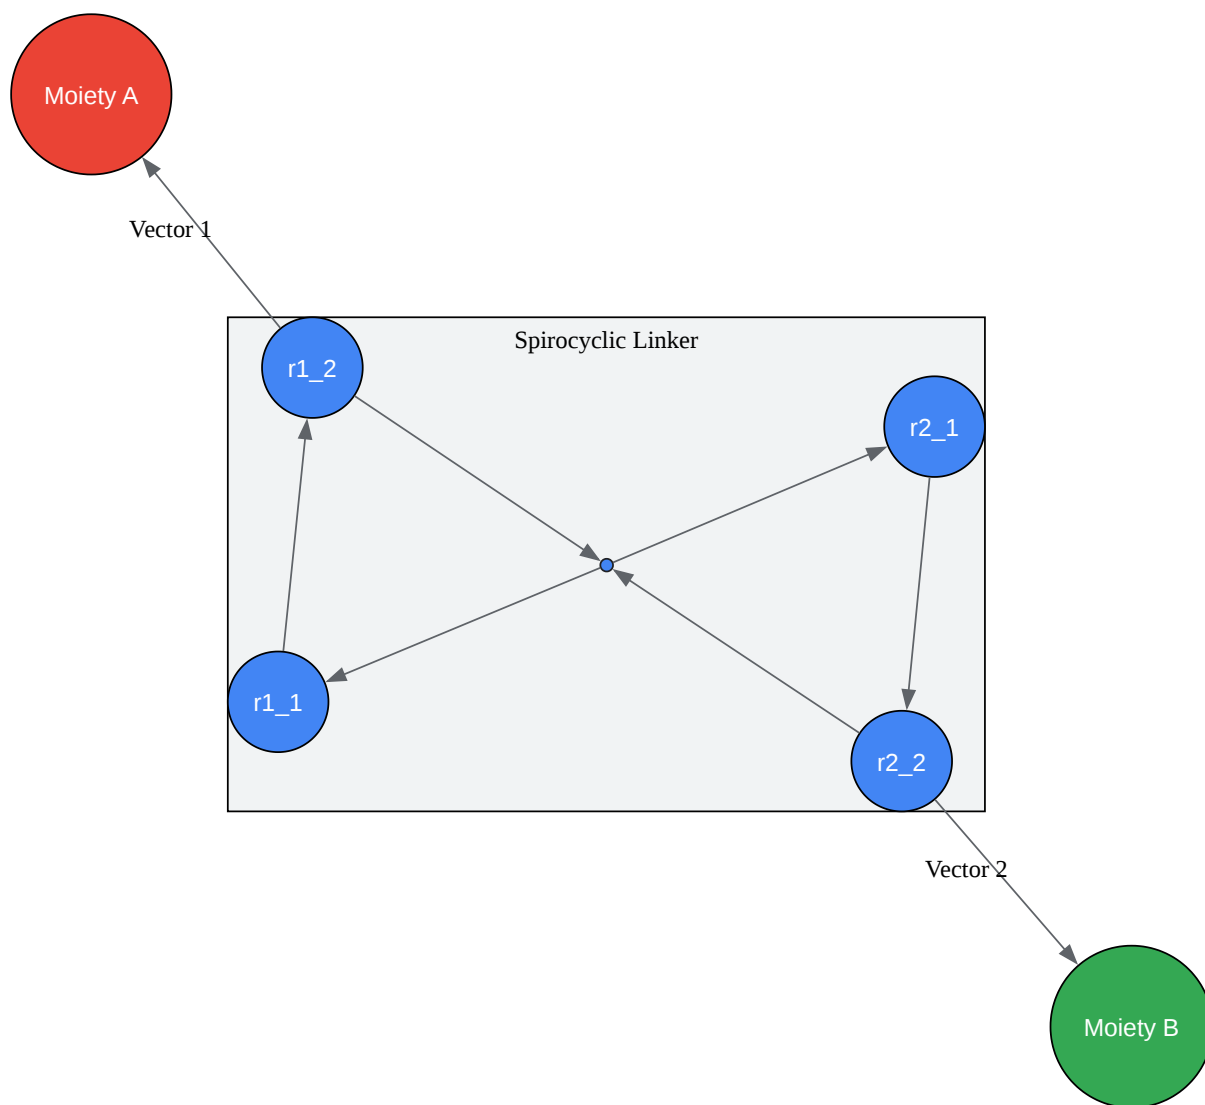 Moiety A
Vector 1
Spirocyclic Linker
r1_2
r2_1
r1_1
r2_2
Vector 2
Moiety B